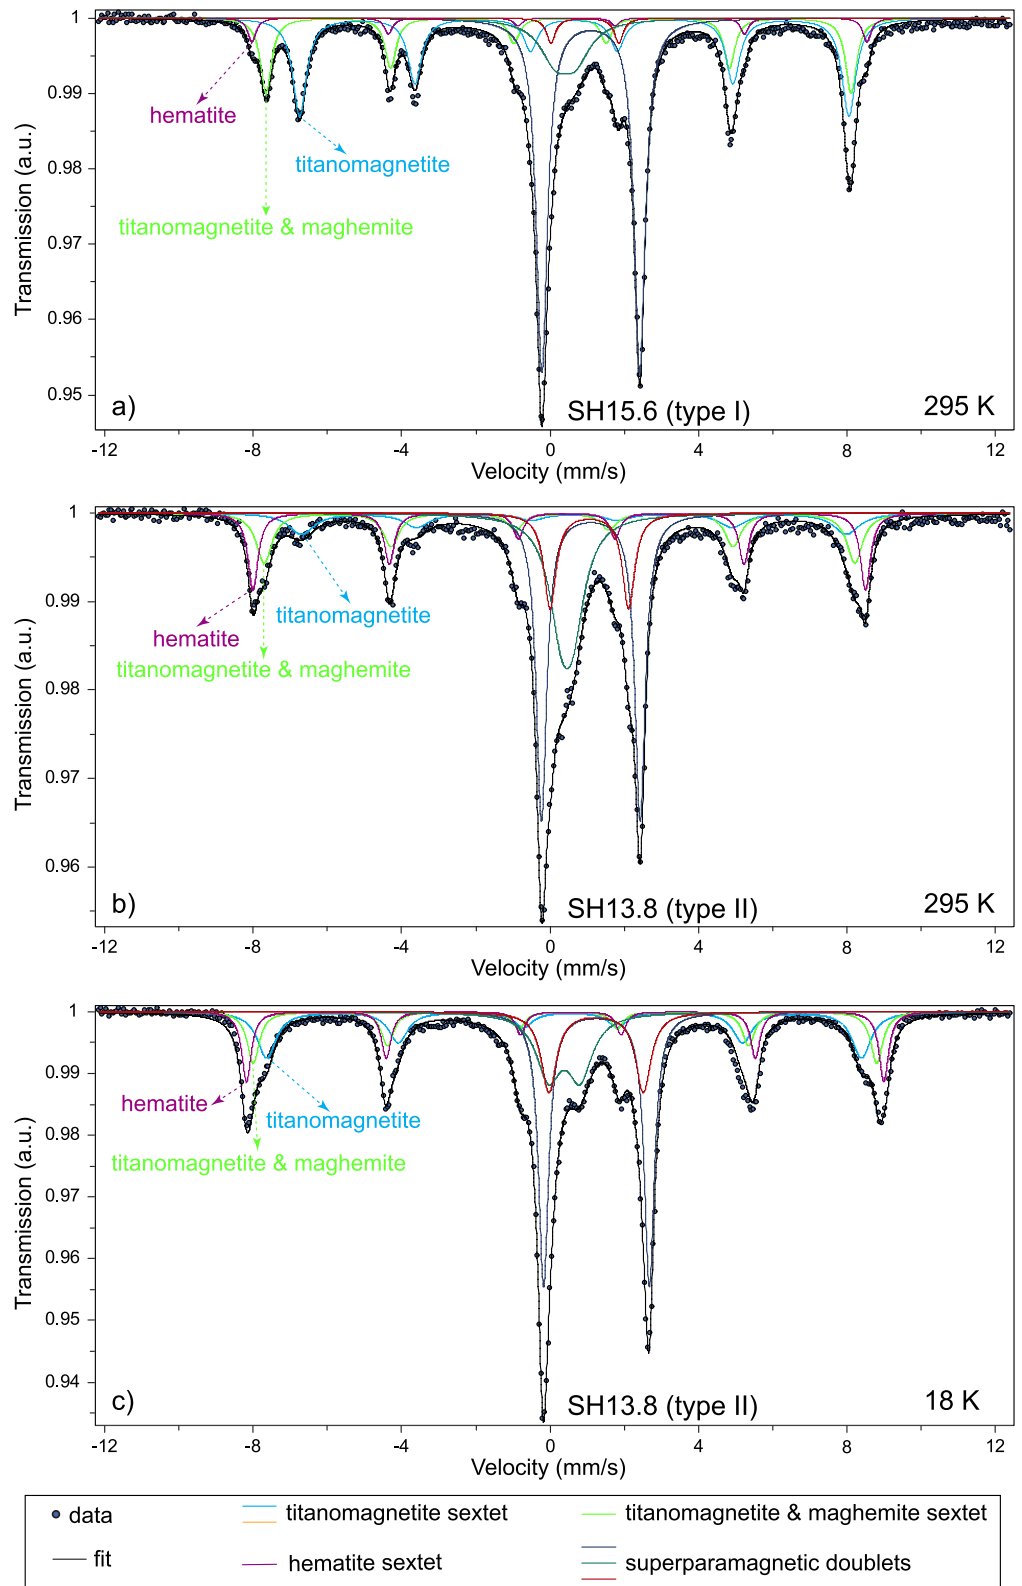 1
0.99
0.98
0.97
0.96
0.95
Transmission (a.u.)
hematite
titanomagnetite
titanomagnetite & maghemite
a)
SH15.6 (type I)
295 K
-12 -8 -4 0 4 8 12
Velocity (mm/s)
1
0.99
0.98
0.97
0.96
Transmission (a.u.)
titanomagnetite
hematite
titanomagnetite & maghemite
b)
SH13.8 (type II)
295 K
-12 -8 -4 0 4 8 12
Velocity (mm/s)
1
0.99
0.98
0.97
0.96
0.95
0.94
Transmission (a.u.)
hematite
titanomagnetite
titanomagnetite & maghemite
c)
SH13.8 (type II)
18 K
-12 -8 -4 0 4 8 12
Velocity (mm/s)
data titanomagnetite sextet titanomagnetite & maghemite sextet
fit hematite sextet superparamagnetic doublets